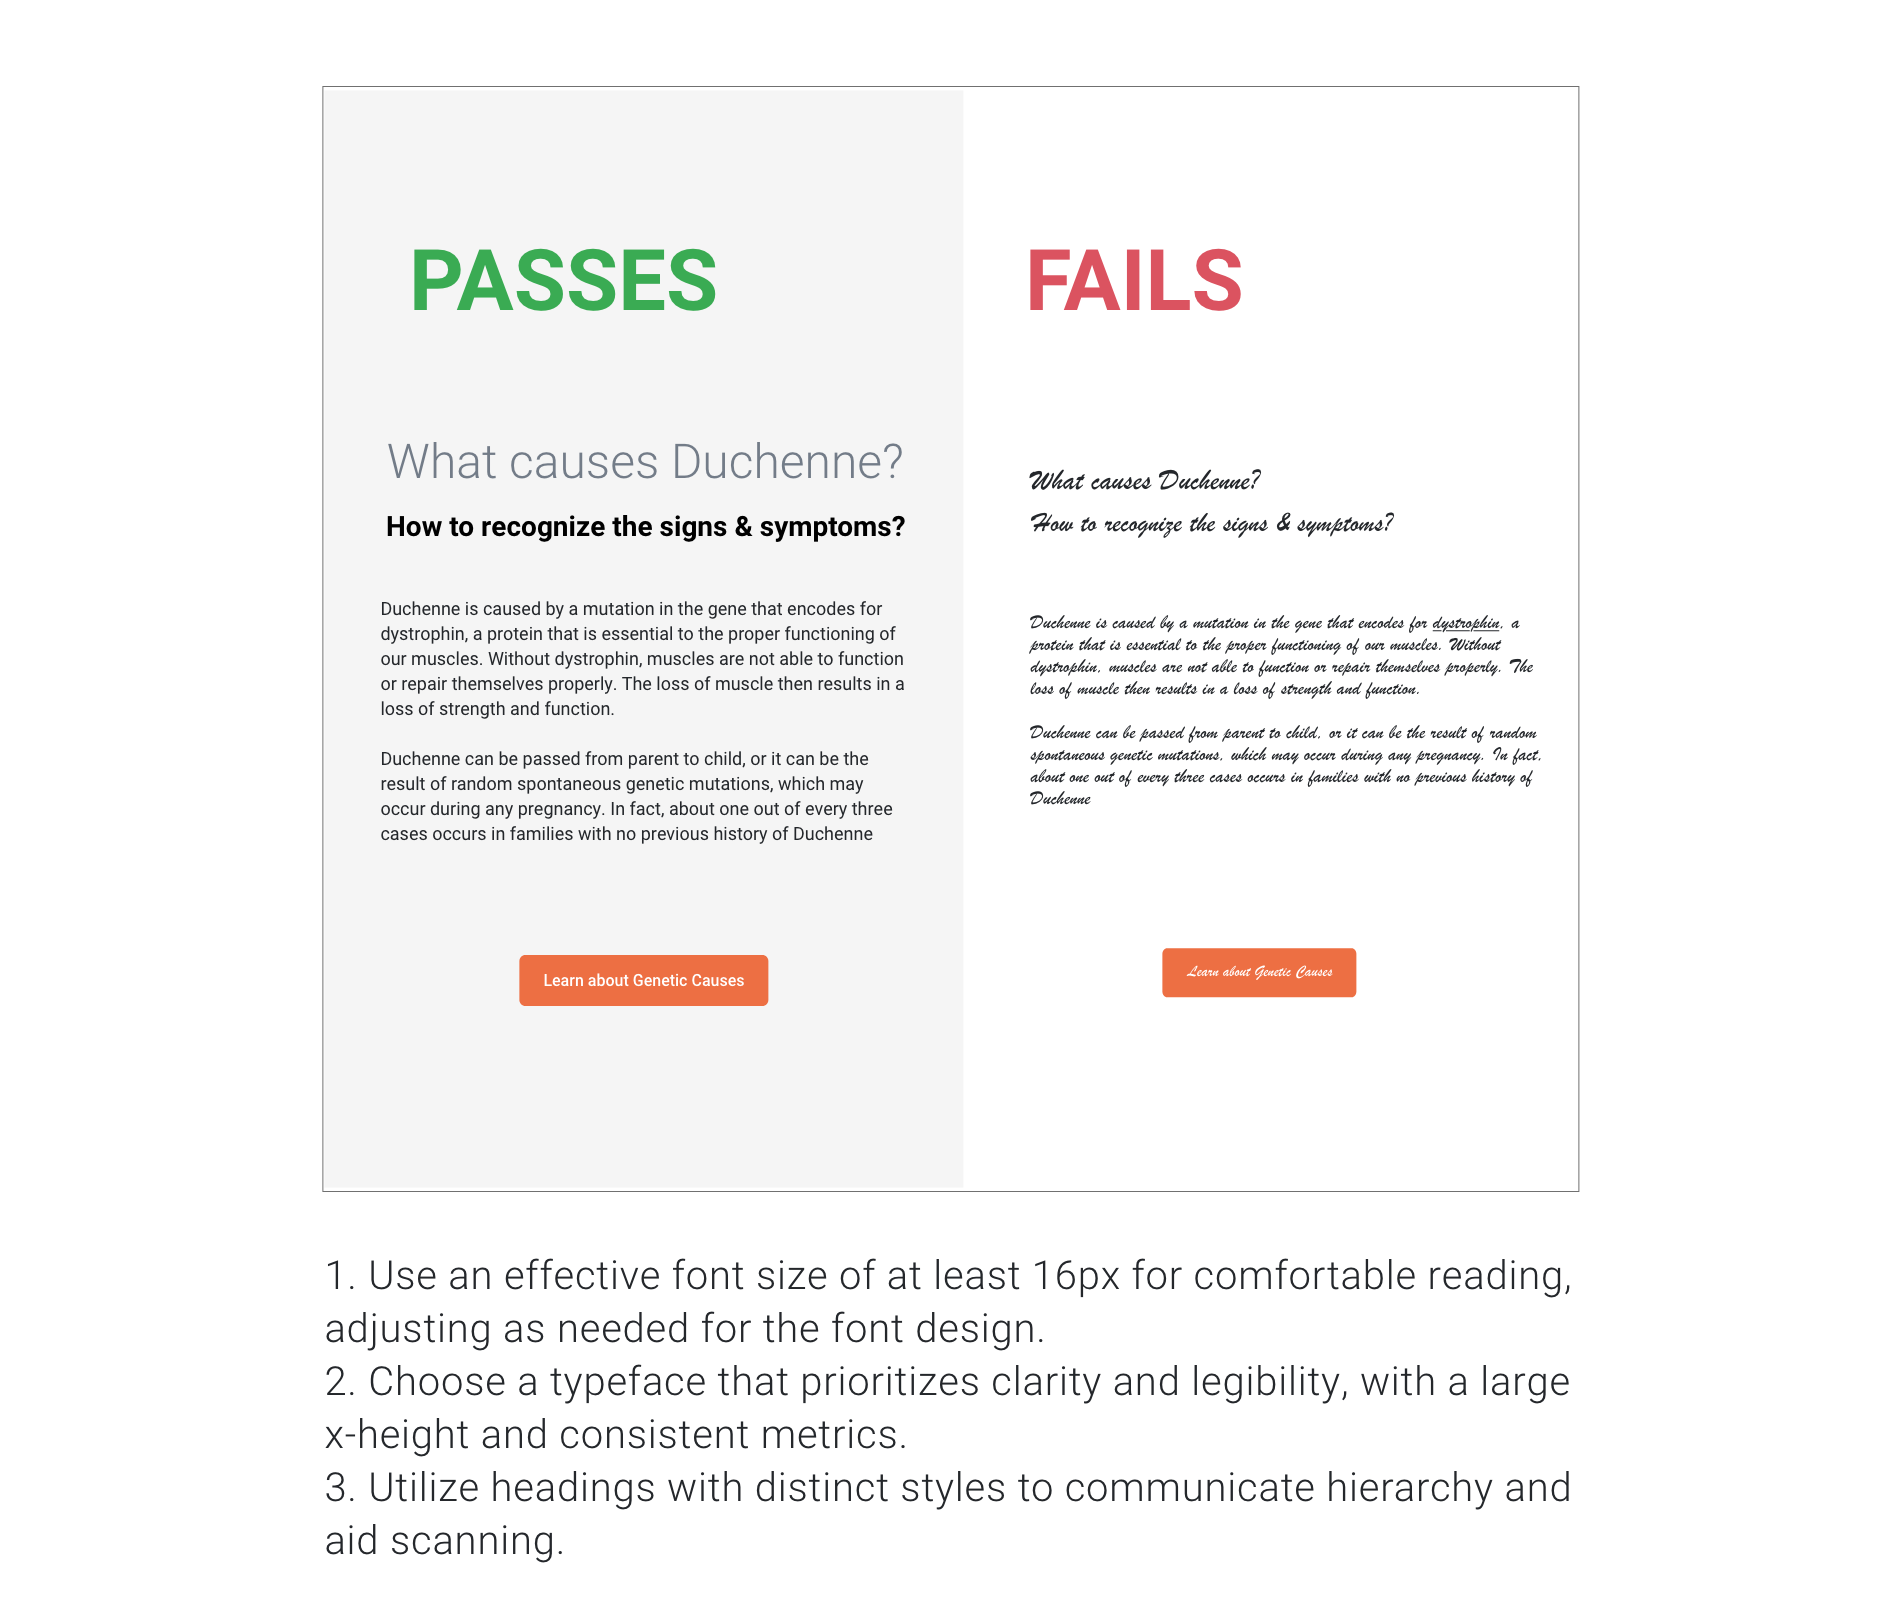 PASSES
What causes Duchenne?
How to recognize the signs & symptoms?
Duchenne is caused by a mutation in the gene that encodes for
dystrophin, a protein that is essential to the proper functioning of
our muscles. Without dystrophin, muscles are not able to function
or repair themselves properly. The loss of muscle then results in a
loss of strength and function.
Duchenne can be passed from parent to child, or it can be the
result of random spontaneous genetic mutations, which may
occur during any pregnancy. In fact, about one out of every three
cases occurs in families with no previous history of Duchenne
Learn about Genetic Causes
FAILS
What causes Duchenne?
How to recognize the signs & symptoms?
Duchenne is caused by a mutation in the gene that encodes for dystrophin, a
protein that is essential to the proper functioning of our muscles. Without
dystrophin, muscles are not able to function or repair themselves properly. The
loss of muscle then results in a loss of strength and function.
Duchenne can be passed from parent to child, or it can be the result of random
spontaneous genetic mutations, which may occur during any pregnancy. In fact,
about one out of every three cases occurs in families with no previous history of
Duchenne
Learn about Genetic Causes
1. Use an effective font size of at least 16px for comfortable reading,
adjusting as needed for the font design.
2. Choose a typeface that prioritizes clarity and legibility, with a large
x-height and consistent metrics.
3. Utilize headings with distinct styles to communicate hierarchy and
aid scanning.